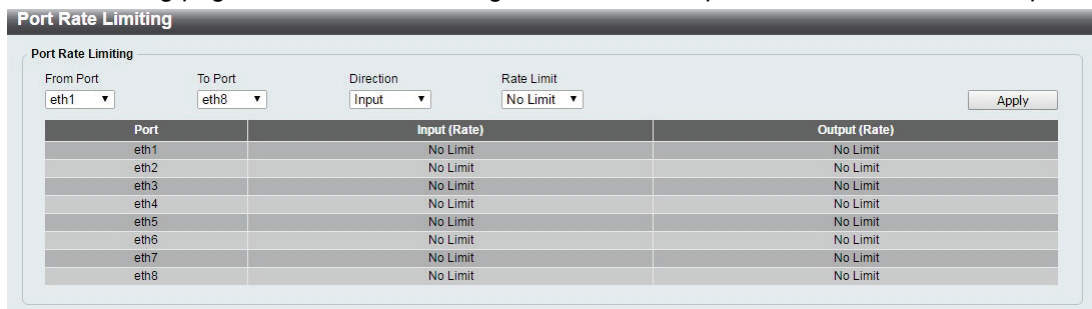 Port Rate Limiting
Port Rate Limiting
From Port To Port Direction Rate Limit
eth1 eth8 Input No Limit Apply
Port Input (Rate) Output (Rate)
eth1 No Limit No Limit
eth2 No Limit No Limit
eth3 No Limit No Limit
eth4 No Limit No Limit
eth5 No Limit No Limit
eth6 No Limit No Limit
eth7 No Limit No Limit
eth8 No Limit No Limit